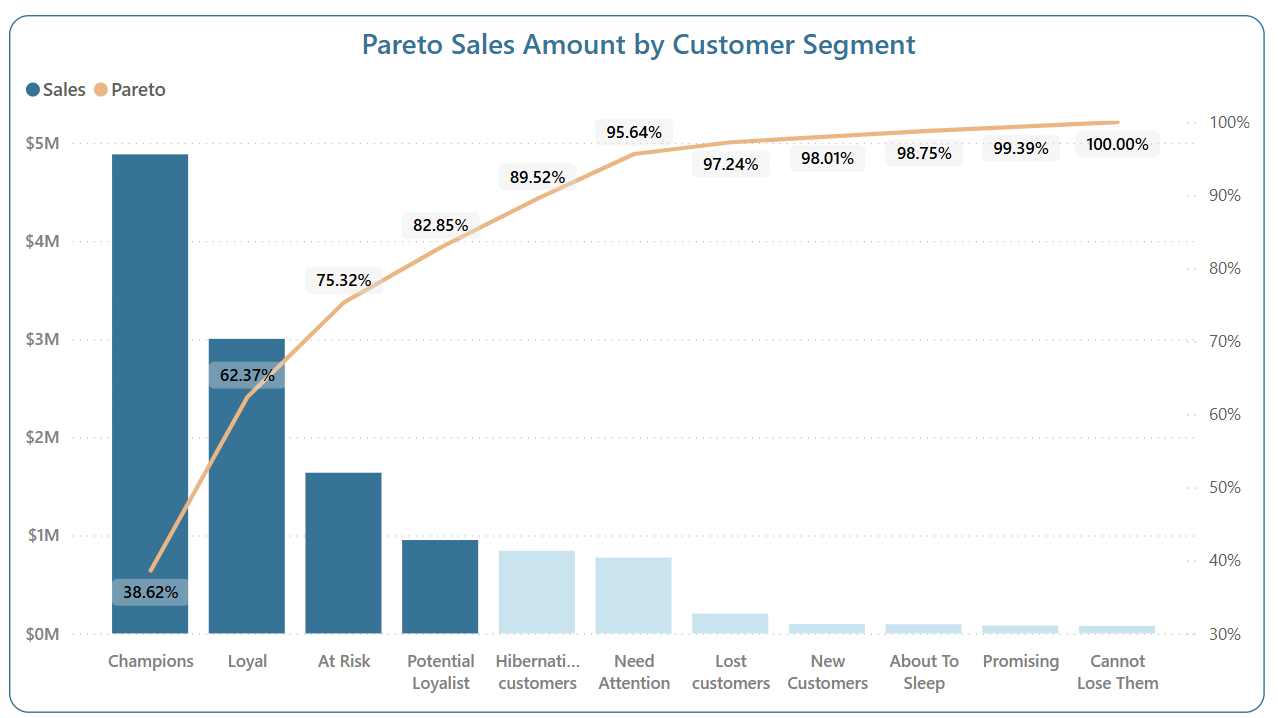 Pareto Sales Amount by Customer Segment
Sales Pareto
$5M
$4M
$3M
$2M
$1M
$0M
100%
90%
80%
70%
60%
50%
40%
30%
38.62%
62.37%
75.32%
82.85%
89.52%
95.64%
97.24%
98.01%
98.75%
99.39%
100.00%
Champions
Loyal
At Risk
Potential
Loyalist
Hibernati...
customers
Need
Attention
Lost
customers
New
Customers
About To
Sleep
Promising
Cannot
Lose Them